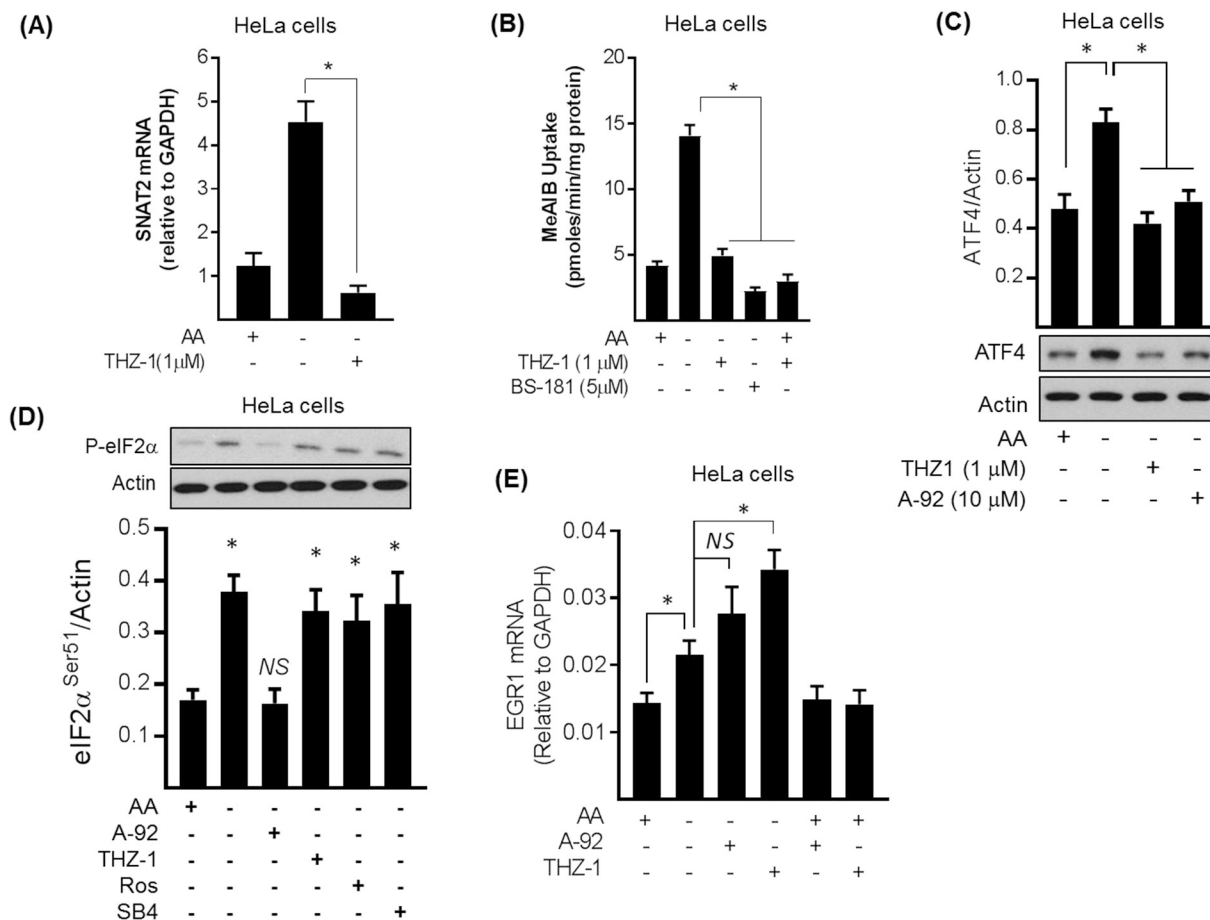 (A)
HeLa cells
SNAT2 mRNA
(relative to GAPDH)
6
5
4
3
2
1
*
AA + - -
THZ-1(1μM) - - +
(B)
HeLa cells
MeAIB Uptake
(pmoles/min/mg protein)
20
15
10
5
*
AA + - - - +
THZ-1 (1 μM) - - + - +
BS-181 (5μM) - - - + -
(C)
HeLa cells
ATF4/Actin
1.0
0.8
0.6
0.4
0.2
* *
ATF4
Actin
AA + - - -
THZ1 (1 μM) - - + -
A-92 (10 μM) - - - +
(D)
HeLa cells
P-eIF2α
Actin
eIF2α Ser51/Actin
0.5
0.4
0.3
0.2
0.1
* NS * * *
AA + - - - - -
A-92 - - + - - -
THZ-1 - - - + - -
Ros - - - - + -
SB4 - - - - - +
(E)
HeLa cells
EGR1 mRNA
(Relative to GAPDH)
0.04
0.03
0.02
0.01
*
NS
*
AA + - - - + +
A-92 - - + - + -
THZ-1 - - - + - +